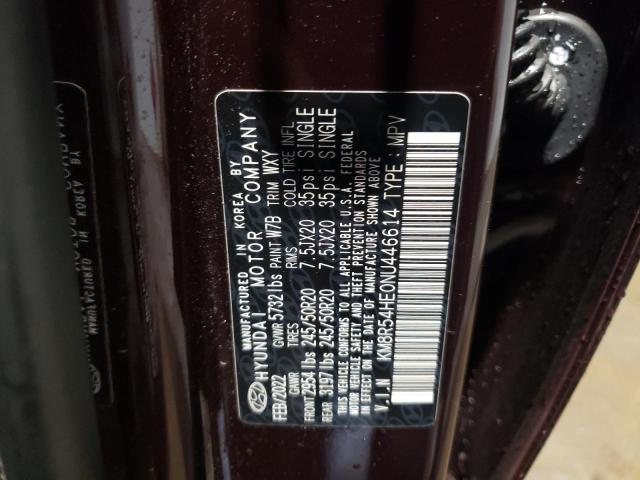 MANUFACTURED IN KOREA BY
HYUNDAI MOTOR COMPANY
FEB/2022 GVWR 5732 lbs PAINT W7B TRIM WXY
GAWR TIRES RIMS COLD TIRE INFL.
FRONT 2954 lbs 245/50R20 7.5JX20 35psi SINGLE
REAR 3197 lbs 245/50R20 7.5JX20 35psi SINGLE
THIS VEHICLE CONFORMS TO ALL APPLICABLE U.S.A. FEDERAL
MOTOR VEHICLE SAFETY AND THEFT PREVENTION STANDARDS
IN EFFECT ON THE DATE OF MANUFACTURE SHOWN ABOVE
V.I.N KM8R54HE0NU446614 TYPE : MPV